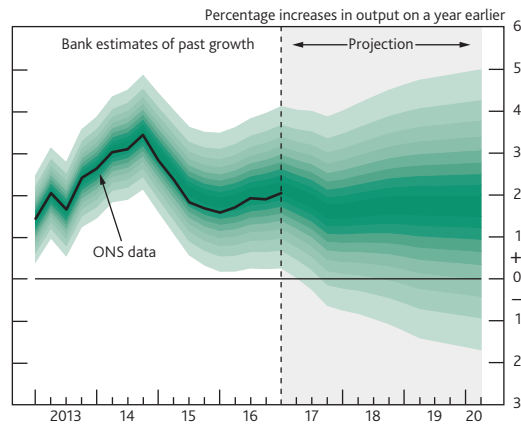 Percentage increases in output on a year earlier
Bank estimates of past growth
Projection
ONS data
6
5
4
3
2
1
+
0
–
1
2
3
2013 14 15 16 17 18 19 20